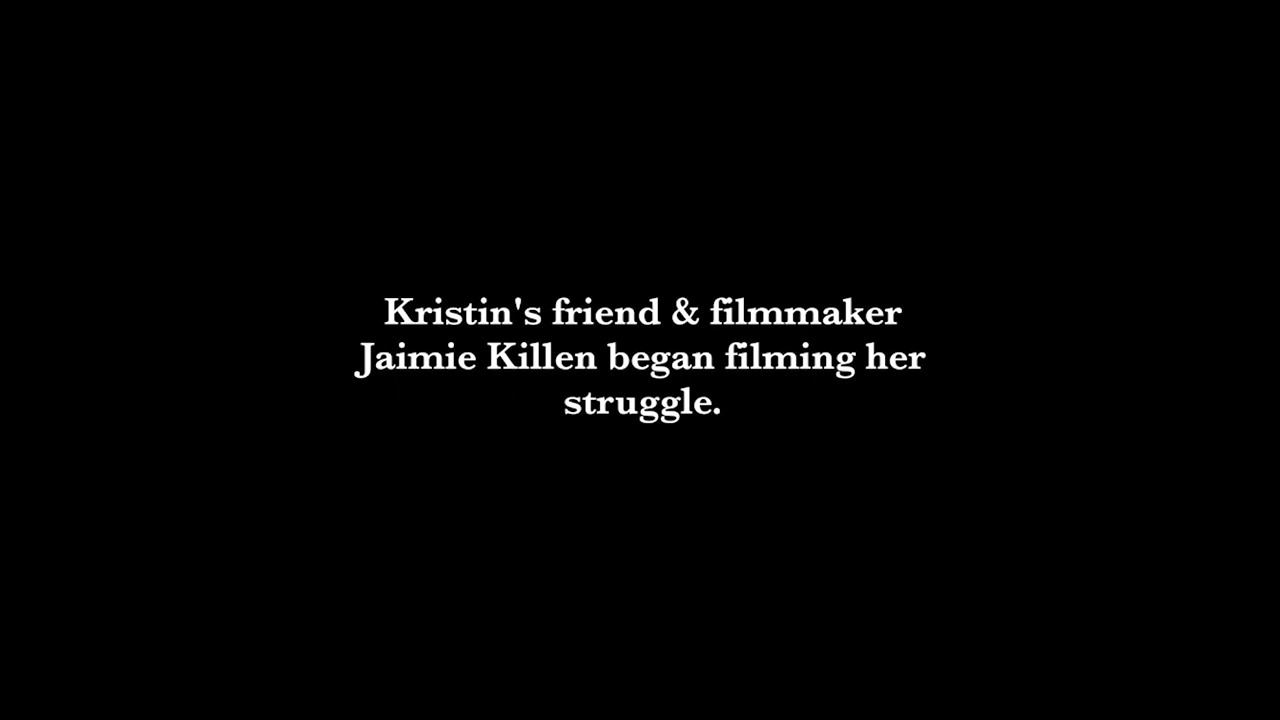 Kristin's friend & filmmaker
Jaimie Killen began filming her
struggle.